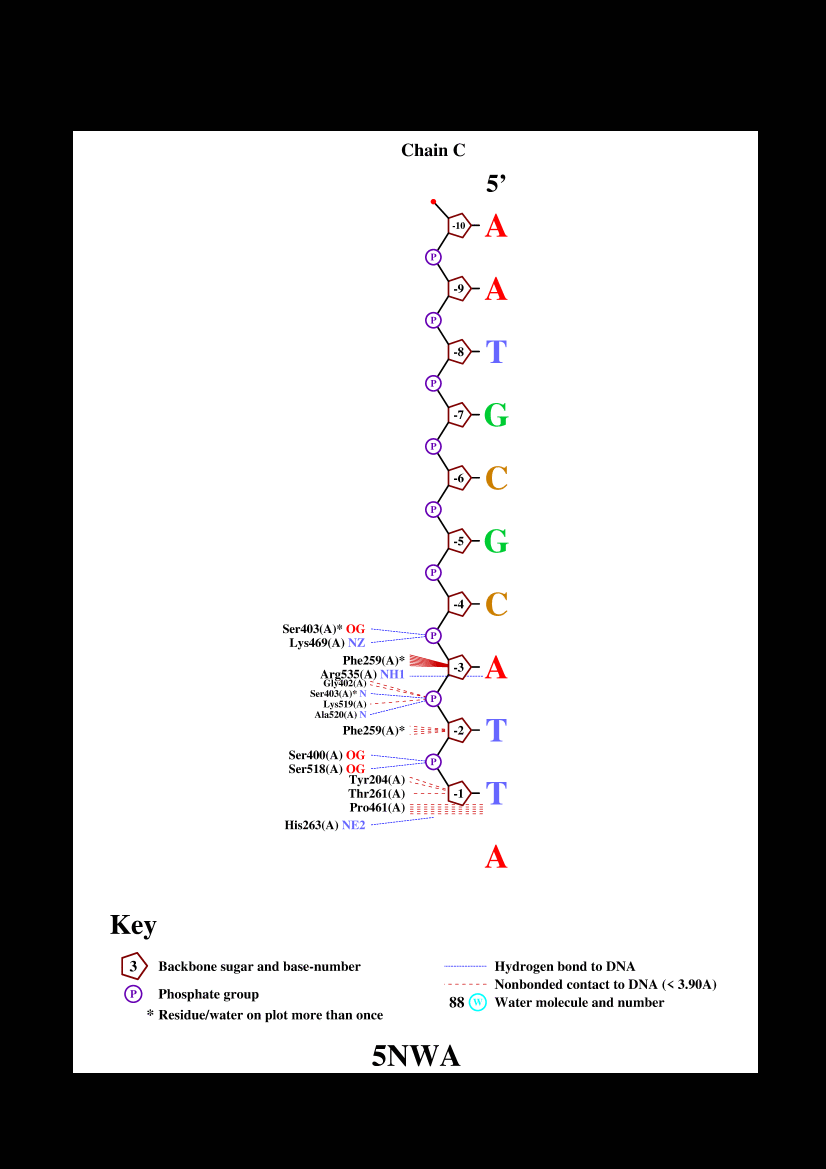 Chain C
5’
-10 A
P
-9 A
P
-8 T
P
-7 G
P
-6 C
P
-5 G
P
-4 C
Ser403(A)* OG
P
Lys469(A) NZ
Phe259(A)*
-3 A
Arg535(A) NH1
Gly402(A)
Ser403(A)* N
P
Lys519(A)
Ala520(A) N
Phe259(A)* -2 T
Ser400(A) OG
P
Ser518(A) OG
Tyr204(A)
Thr261(A) -1 T
Pro461(A)
His263(A) NE2
A
Key
3 Backbone sugar and base-number
Hydrogen bond to DNA
Nonbonded contact to DNA (< 3.90A)
P Phosphate group
88 W Water molecule and number
* Residue/water on plot more than once
5NWA